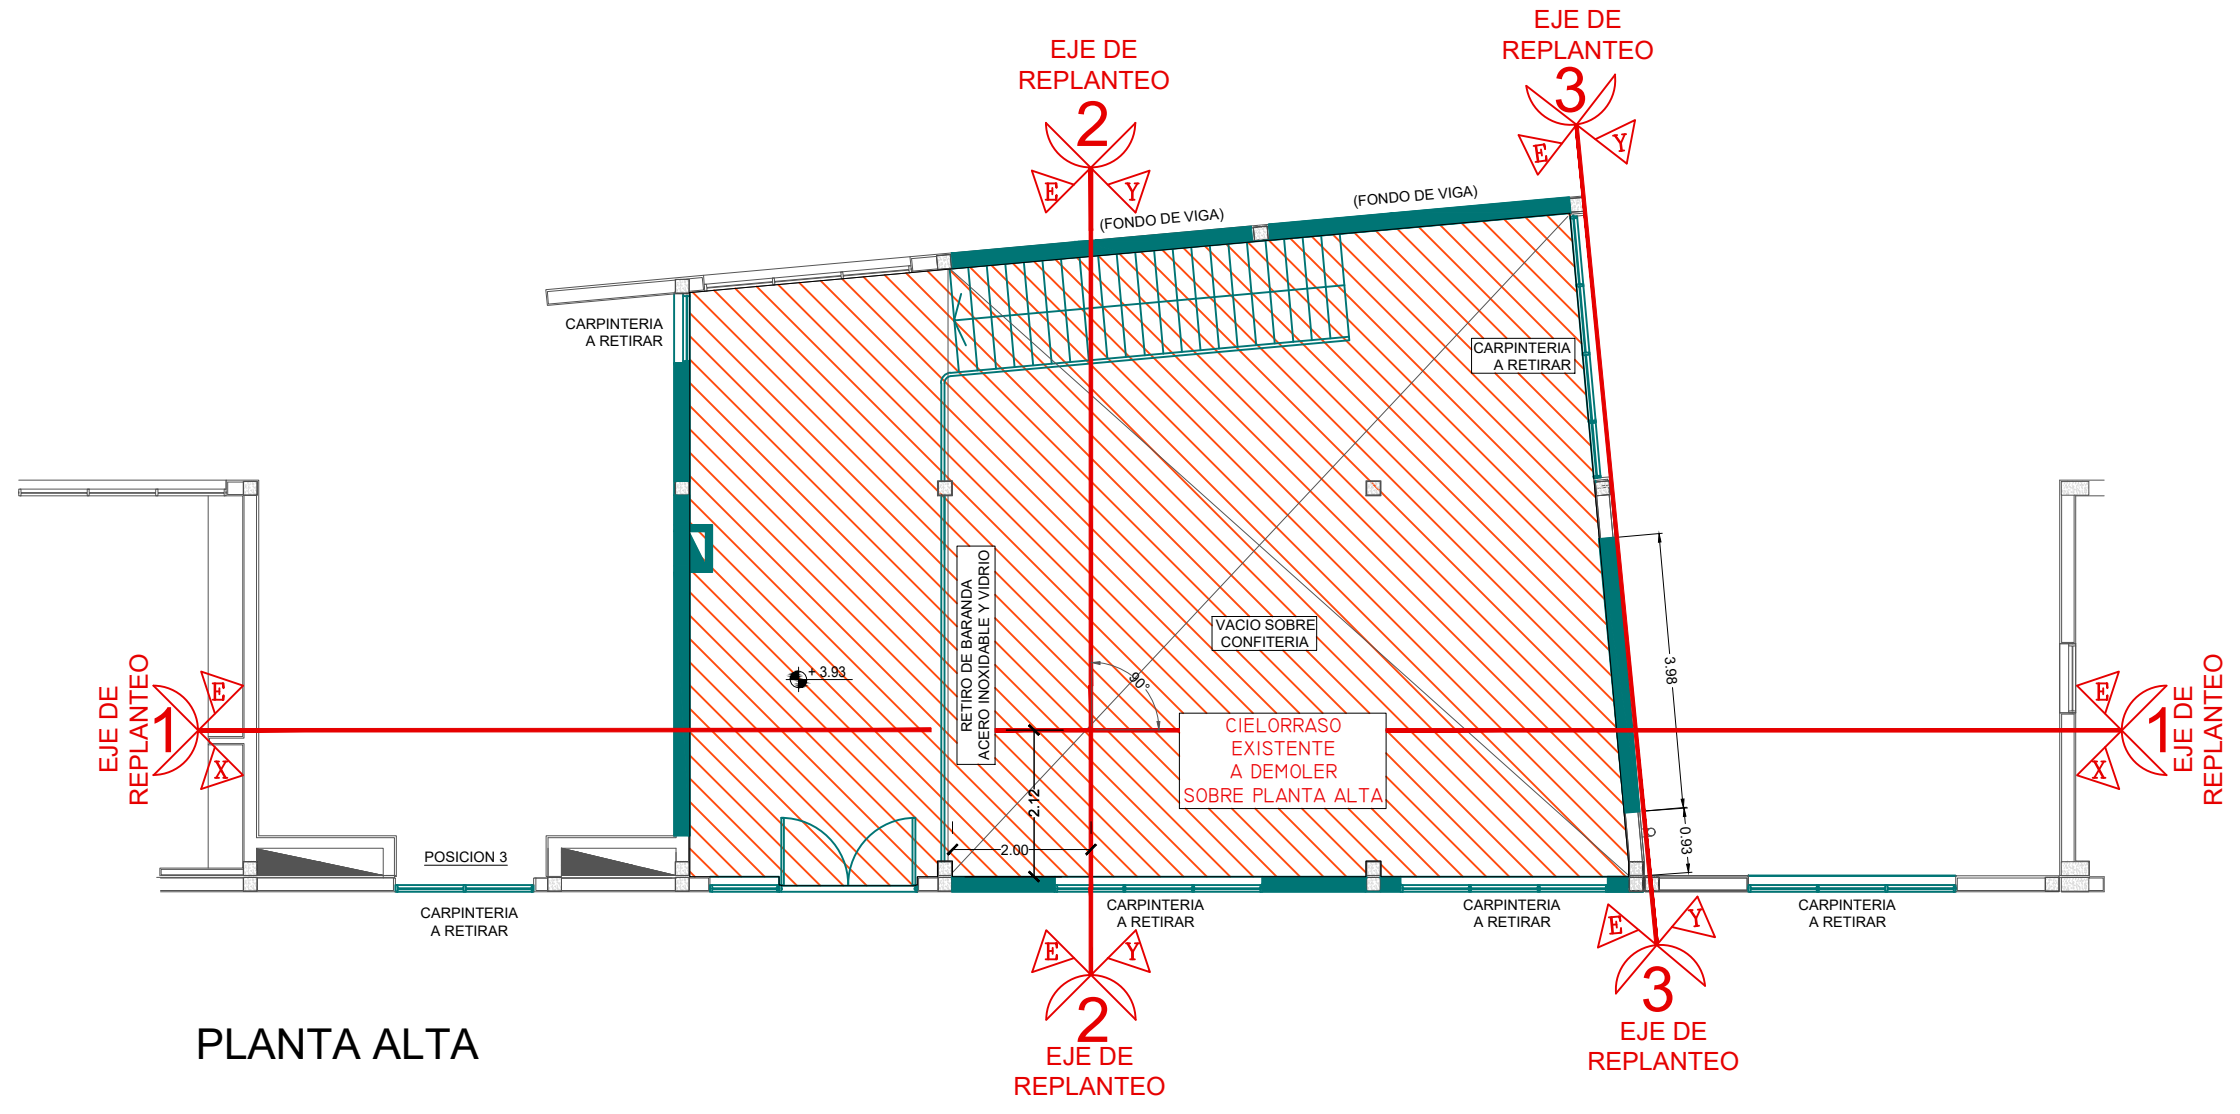 EJE DE
REPLANTEO
3
E
Y
EJE DE
REPLANTEO
2
E
Y
(FONDO DE VIGA)
(FONDO DE VIGA)
CARPINTERIA
A RETIRAR
CARPINTERIA
A RETIRAR
RETIRO DE BARANDA
ACERO INOXIDABLE Y VIDRIO
VACIO SOBRE
CONFITERIA
+ 3.93
90°
3.98
EJE DE
REPLANTEO
1
E
X
CIELORRASO
EXISTENTE
A DEMOLER
SOBRE PLANTA ALTA
E
X
1
EJE DE
REPLANTEO
2.12
2.00
0.93
POSICION 3
CARPINTERIA
A RETIRAR
CARPINTERIA
A RETIRAR
CARPINTERIA
A RETIRAR
CARPINTERIA
A RETIRAR
E
Y
2
EJE DE
REPLANTEO
E
Y
3
EJE DE
REPLANTEO
PLANTA ALTA